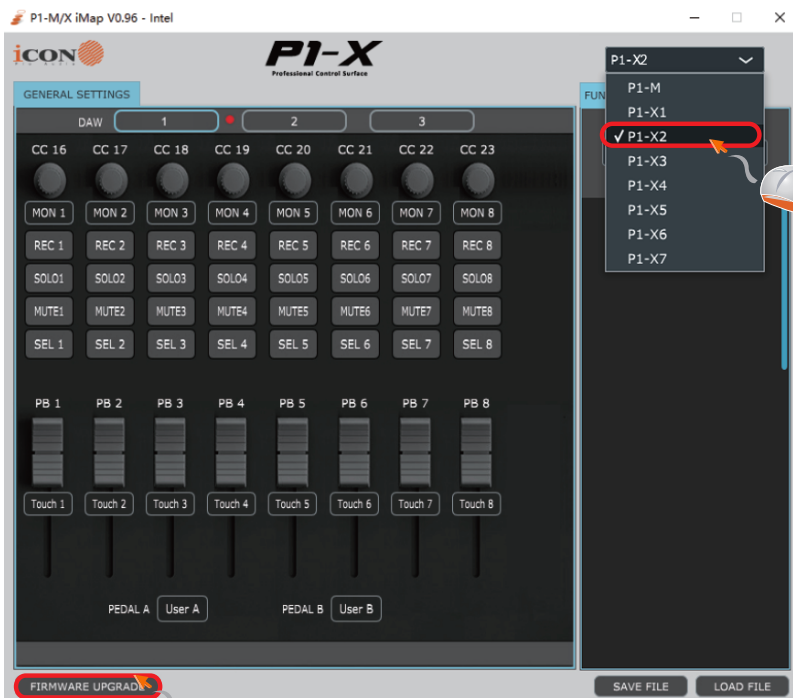 P1-M/X iMap V0.96 - Intel
iCON
P1-X
Professional Control Surface
P1-X2
P1-M
P1-X1
✓ P1-X2
P1-X3
P1-X4
P1-X5
P1-X6
P1-X7
GENERAL SETTINGS
FUN
DAW 1 2 3
CC 16 CC 17 CC 18 CC 19 CC 20 CC 21 CC 22 CC 23
MON 1 MON 2 MON 3 MON 4 MON 5 MON 6 MON 7 MON 8
REC 1 REC 2 REC 3 REC 4 REC 5 REC 6 REC 7 REC 8
SOLO1 SOLO2 SOLO3 SOLO4 SOLO5 SOLO6 SOLO7 SOLO8
MUTE1 MUTE2 MUTE3 MUTE4 MUTE5 MUTE6 MUTE7 MUTE8
SEL 1 SEL 2 SEL 3 SEL 4 SEL 5 SEL 6 SEL 7 SEL 8
PB 1 PB 2 PB 3 PB 4 PB 5 PB 6 PB 7 PB 8
Touch 1 Touch 2 Touch 3 Touch 4 Touch 5 Touch 6 Touch 7 Touch 8
PEDAL A User A PEDAL B User B
FIRMWARE UPGRADE SAVE FILE LOAD FILE